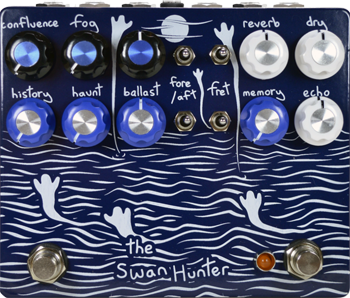 confluence fog reverb dry
history haunt ballast fore /aft fret memory echo
the
Swan Hunter